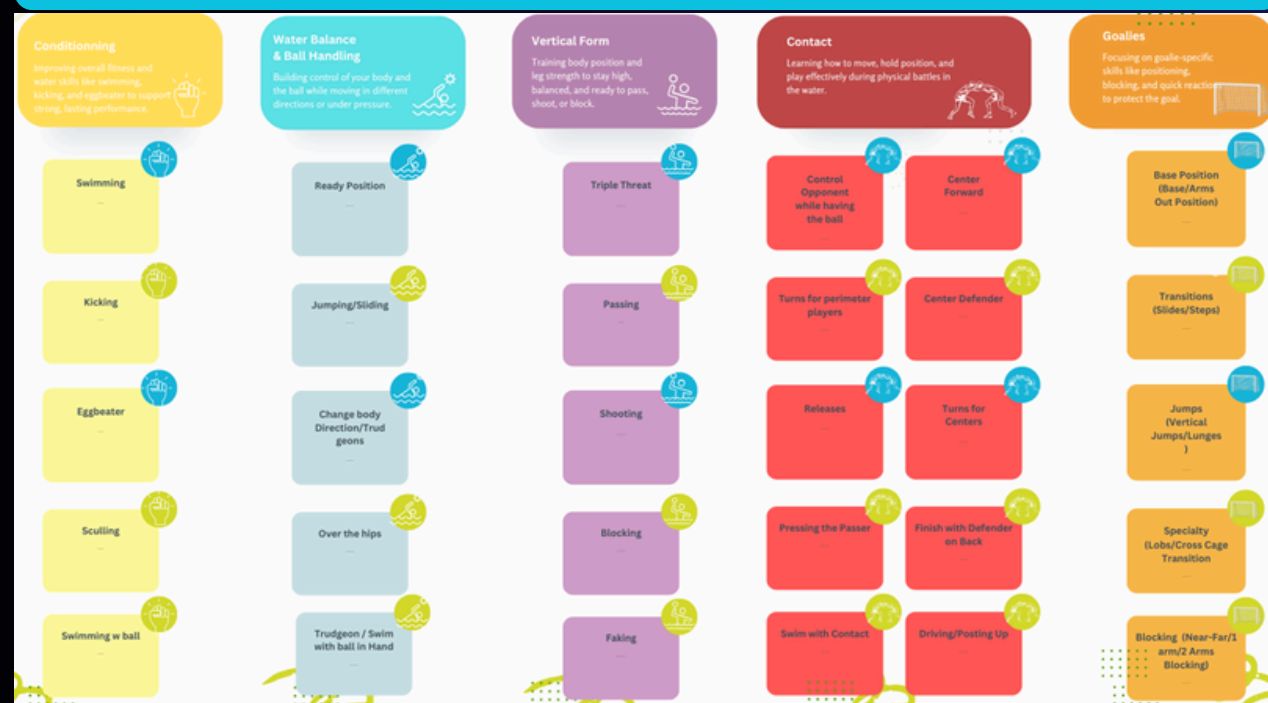 Conditionning
Improving overall fitness and
water skills like swimming,
kicking, and eggbeater to support
strong, lasting performance.
Swimming
...
Kicking
...
Eggbeater
...
Sculling
...
Swimming w ball
...
Water Balance
& Ball Handling
Building control of your body and
the ball while moving in different
directions or under pressure.
Ready Position
...
Jumping/Sliding
...
Change body
Direction/Trud
geons
...
Over the hips
...
Trudgeon / Swim
with ball in Hand
...
Vertical Form
Training body position and
leg strength to stay high,
balanced, and ready to pass,
shoot, or block.
Triple Threat
...
Passing
...
Shooting
...
Blocking
...
Faking
...
Contact
Learning how to move, hold position, and
play effectively during physical battles in
the water.
Control
Opponent
while having
the ball
...
Turns for perimeter
players
...
Releases
...
Pressing the Passer
...
Swim with Contact
...
Center
Forward
...
Center Defender
...
Turns for
Centers
...
Finish with Defender
on Back
...
Driving/Posting Up
...
Goalies
Focusing on goalie-specific
skills like positioning,
blocking, and quick reactions
to protect the goal.
Base Position
(Base/Arms
Out Position)
...
Transitions
(Slides/Steps)
...
Jumps
(Vertical
Jumps/Lunges
)
...
Specialty
(Lobs/Cross Cage
Transition
...
Blocking (Near-Far/1
arm/2 Arms
Blocking)